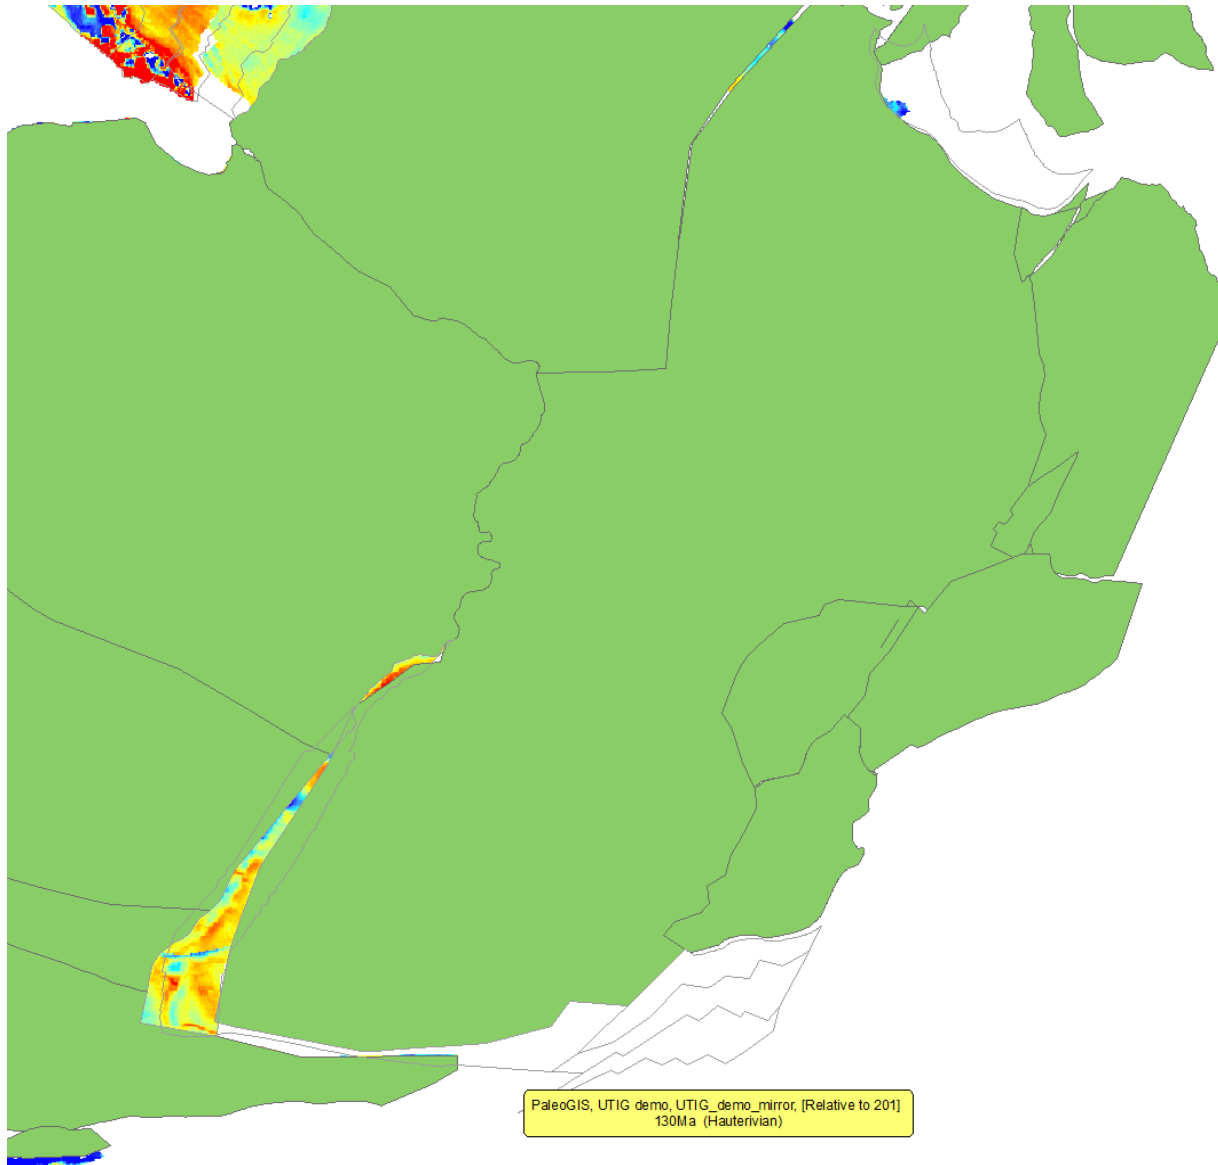 PaleoGIS, UTIG demo, UTIG_demo_mirror, [Relative to 201]
130Ma (Hauterivian)